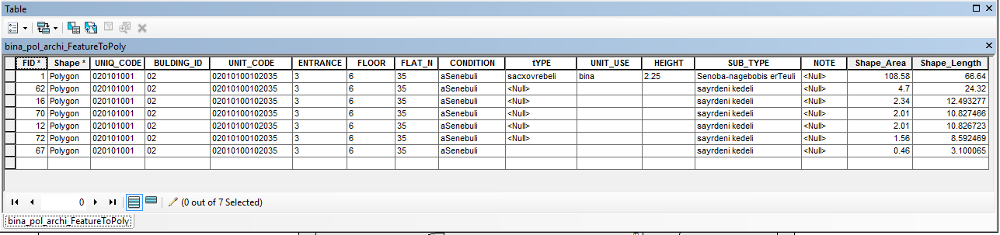 Table
bina_pol_archi_FeatureToPoly
FID * Shape * UNIQ_CODE BULDING_ID UNIT_CODE ENTRANCE FLOOR FLAT_N CONDITION tYPE UNIT_USE HEIGHT SUB_TYPE NOTE Shape_Area Shape_Length
1 Polygon 020101001 02 02010100102035 3 6 35 aSenebuli sacxovrebeli bina 2.25 Senoba-nagebobis erTeuli <Null> 108.58 66.64
62 Polygon 020101001 02 02010100102035 3 6 35 aSenebuli <Null> sayrdeni kedeli <Null> 4.7 24.32
16 Polygon 020101001 02 02010100102035 3 6 35 aSenebuli <Null> sayrdeni kedeli <Null> 2.34 12.493277
70 Polygon 020101001 02 02010100102035 3 6 35 aSenebuli <Null> sayrdeni kedeli <Null> 2.01 10.827466
12 Polygon 020101001 02 02010100102035 3 6 35 aSenebuli <Null> sayrdeni kedeli <Null> 2.01 10.826723
72 Polygon 020101001 02 02010100102035 3 6 35 aSenebuli <Null> sayrdeni kedeli <Null> 1.56 8.592469
67 Polygon 020101001 02 02010100102035 3 6 35 aSenebuli sayrdeni kedeli <Null> 0.46 3.100065
0 (0 out of 7 Selected)
bina_pol_archi_FeatureToPoly